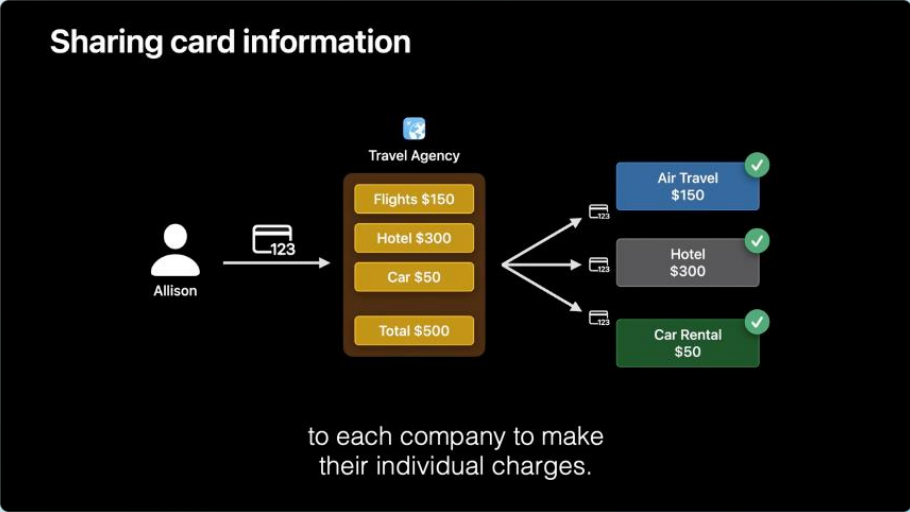 Sharing card information
Travel Agency
Flights $150
Hotel $300
Car $50
Total $500
123
Allison
123
Air Travel
$150
123
Hotel
$300
123
Car Rental
$50
to each company to make
their individual charges.